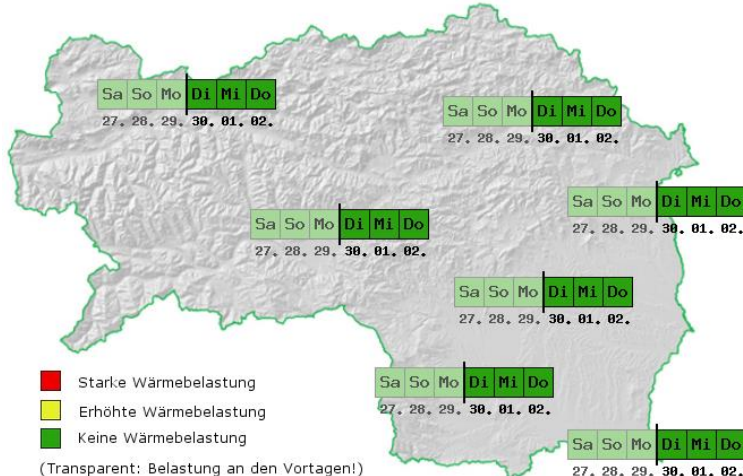 Sa So Mo Di Mi Do
27. 28. 29. 30. 01. 02.
Sa So Mo Di Mi Do
27. 28. 29. 30. 01. 02.
Sa So Mo Di Mi Do
27. 28. 29. 30. 01. 02.
Sa So Mo Di Mi Do
27. 28. 29. 30. 01. 02.
Sa So Mo Di Mi Do
27. 28. 29. 30. 01. 02.
Sa So Mo Di Mi Do
27. 28. 29. 30. 01. 02.
Sa So Mo Di Mi Do
27. 28. 29. 30. 01. 02.
Starke Wärmebelastung
Erhöhte Wärmebelastung
Keine Wärmebelastung
(Transparent: Belastung an den Vortagen!)